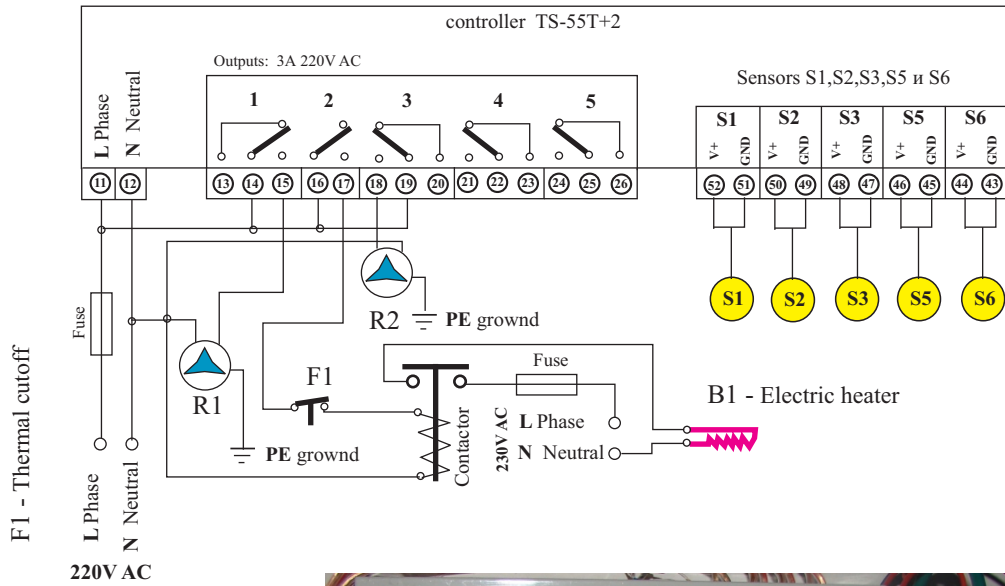 controller TS-55T+2
Outputs: 3A 220V AC
Sensors S1,S2,S3,S5 и S6
L Phase
N Neutral
1 2 3 4 5
S1 S2 S3 S5 S6
V+ GND V+ GND V+ GND V+ GND V+ GND
11 12 13 14 15 16 17 18 19 20 21 22 23 24 25 26
52 51 50 49 48 47 46 45 44 43
S1 S2 S3 S5 S6
Fuse
R2
PE grownd
R1
F1
Fuse
B1 - Electric heater
PE grownd
Contactor
230V AC
L Phase
N Neutral
F1 - Thermal cutoff
L Phase
N Neutral
220V AC